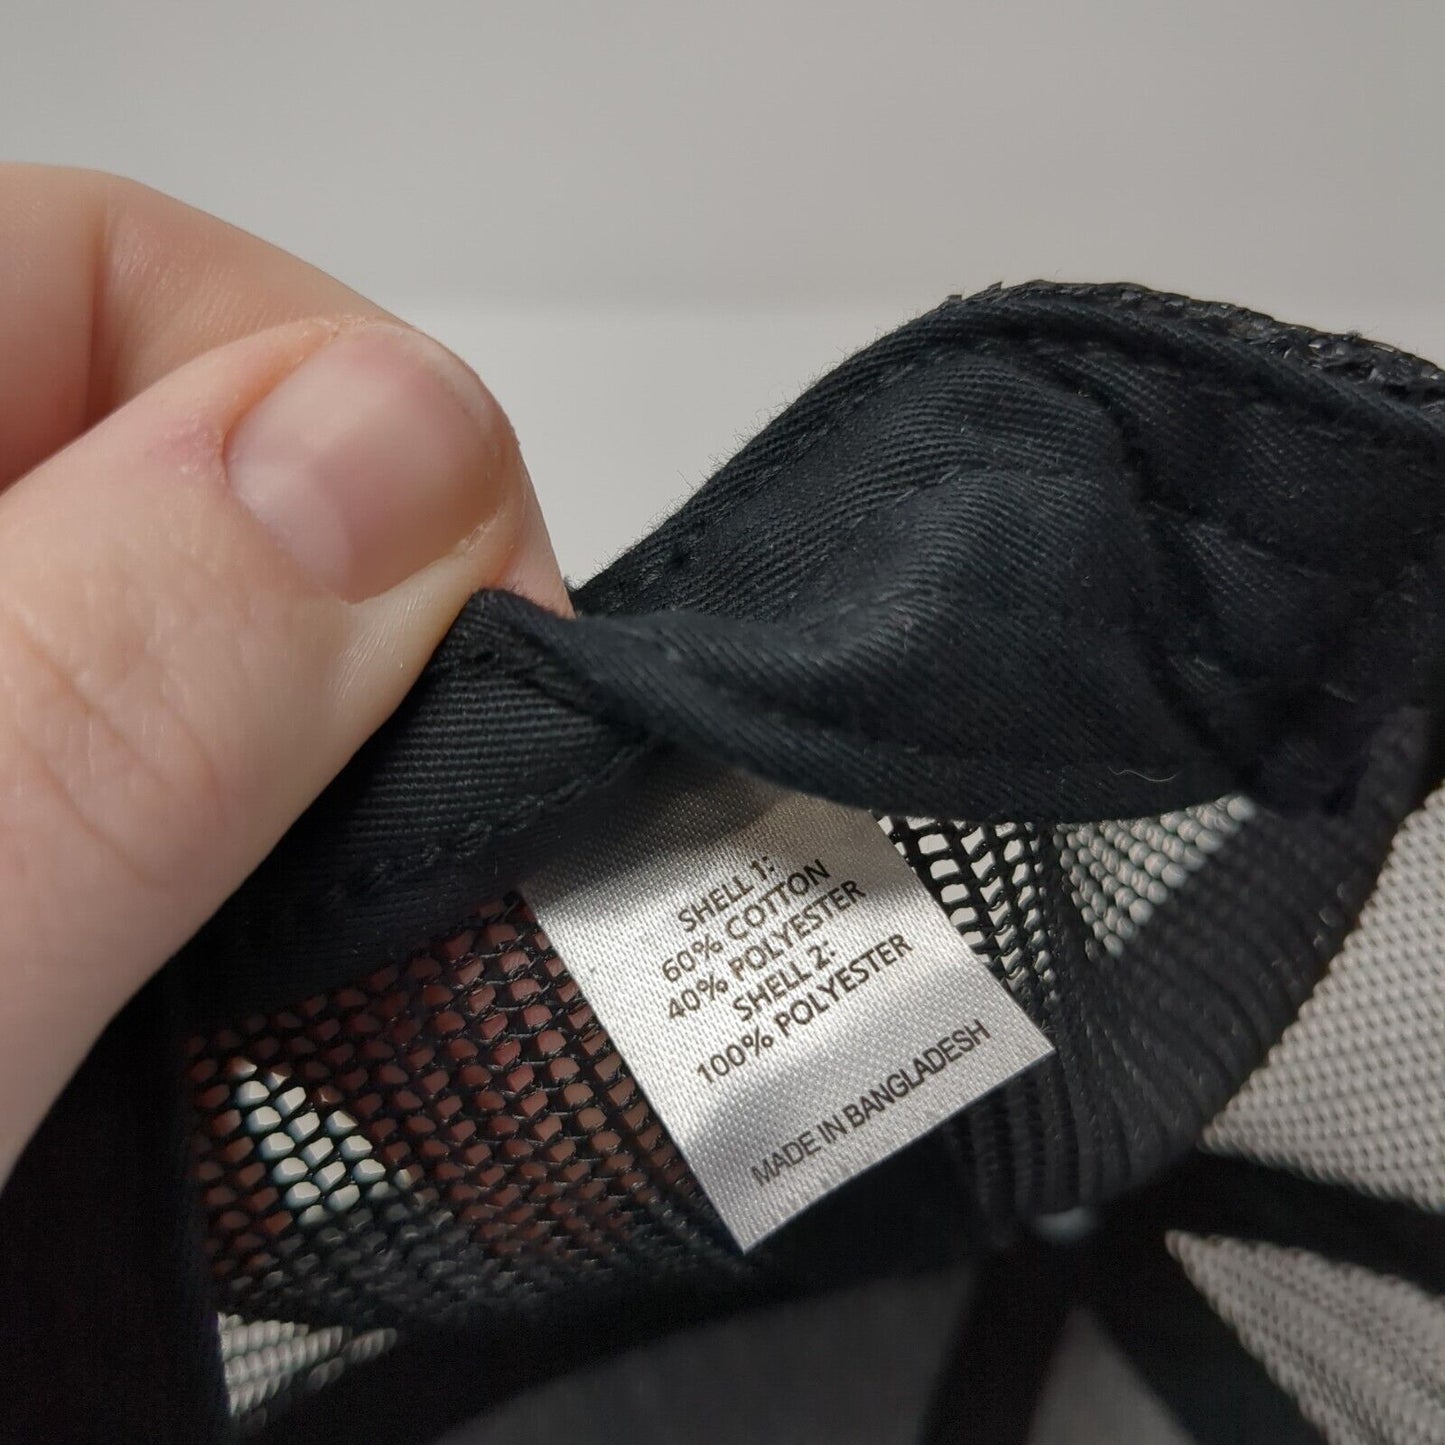 SHELL 1:
60% COTTON
40% POLYESTER
SHELL 2:
100% POLYESTER
MADE IN BANGLADESH